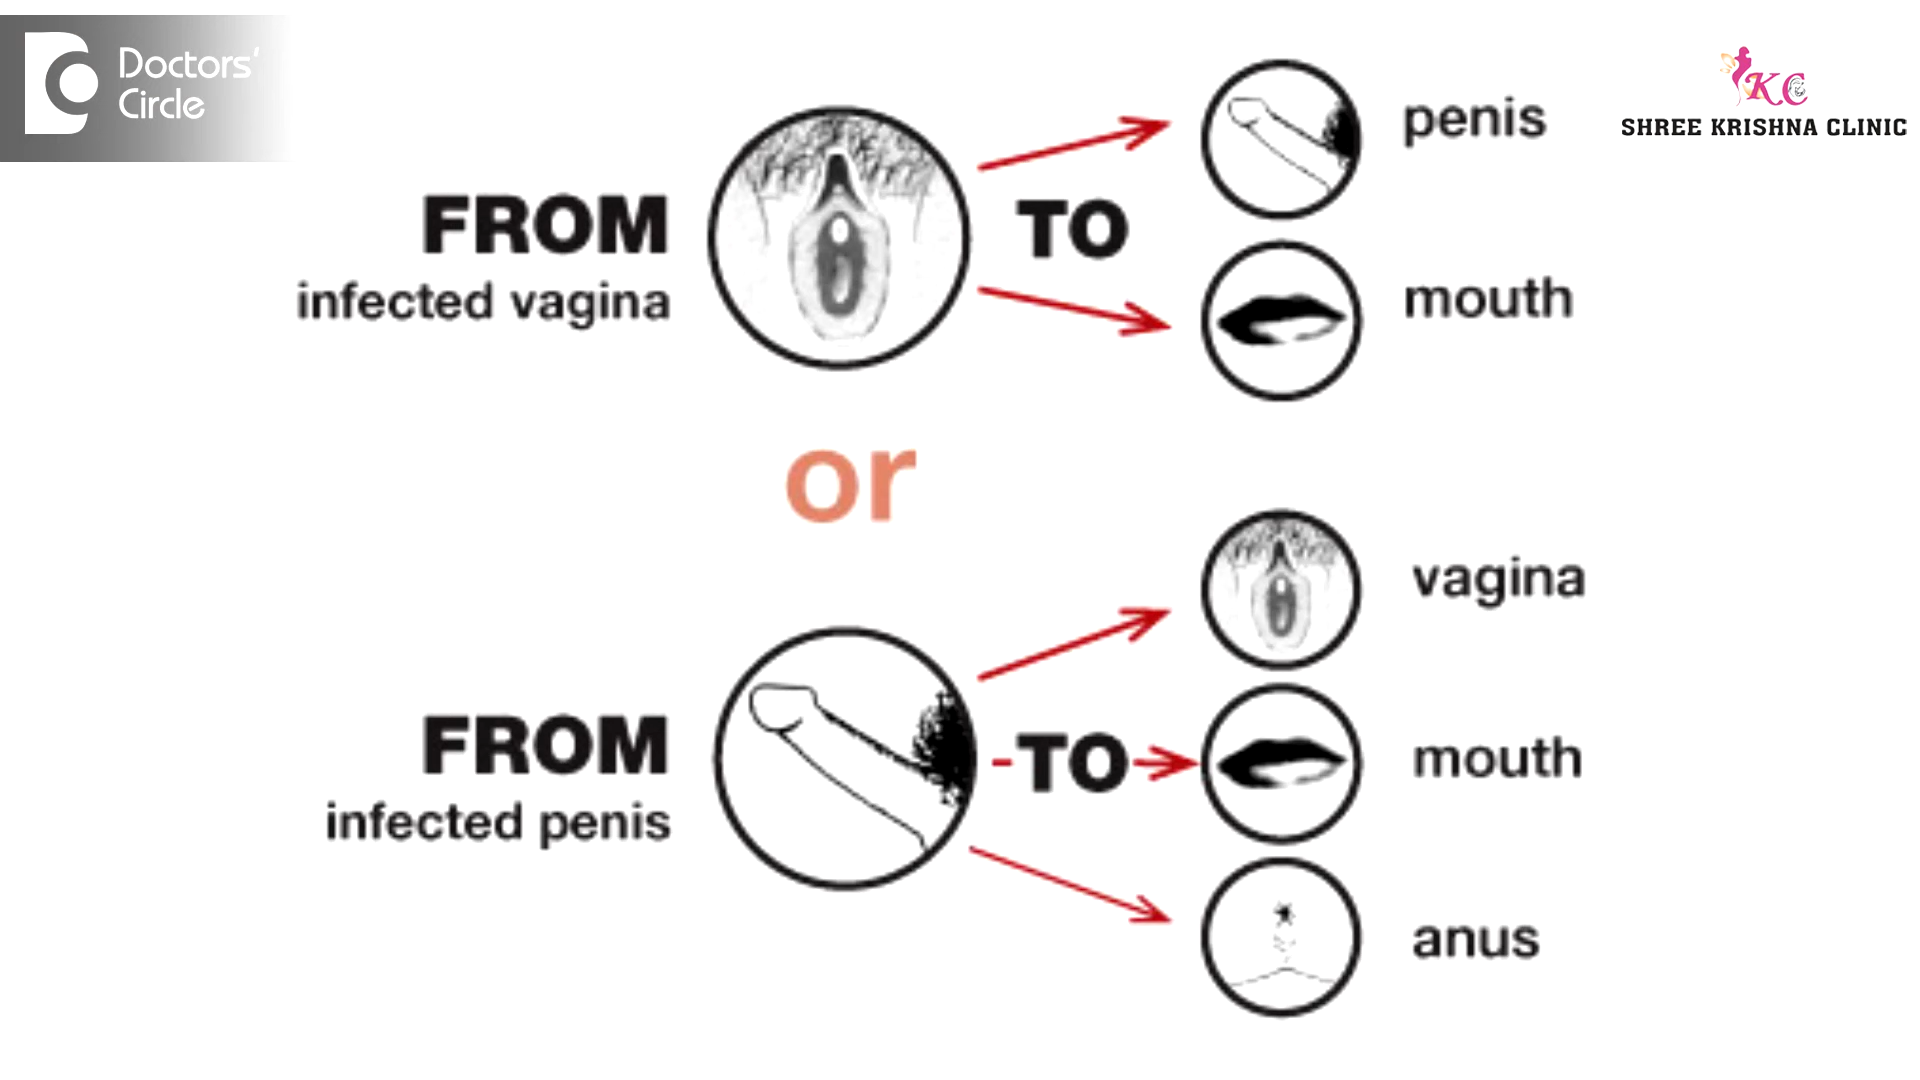 Doctors'
Circle
KC
SHREE KRISHNA CLINIC
FROM
infected vagina
TO
penis
mouth
or
FROM
infected penis
-TO
vagina
mouth
anus